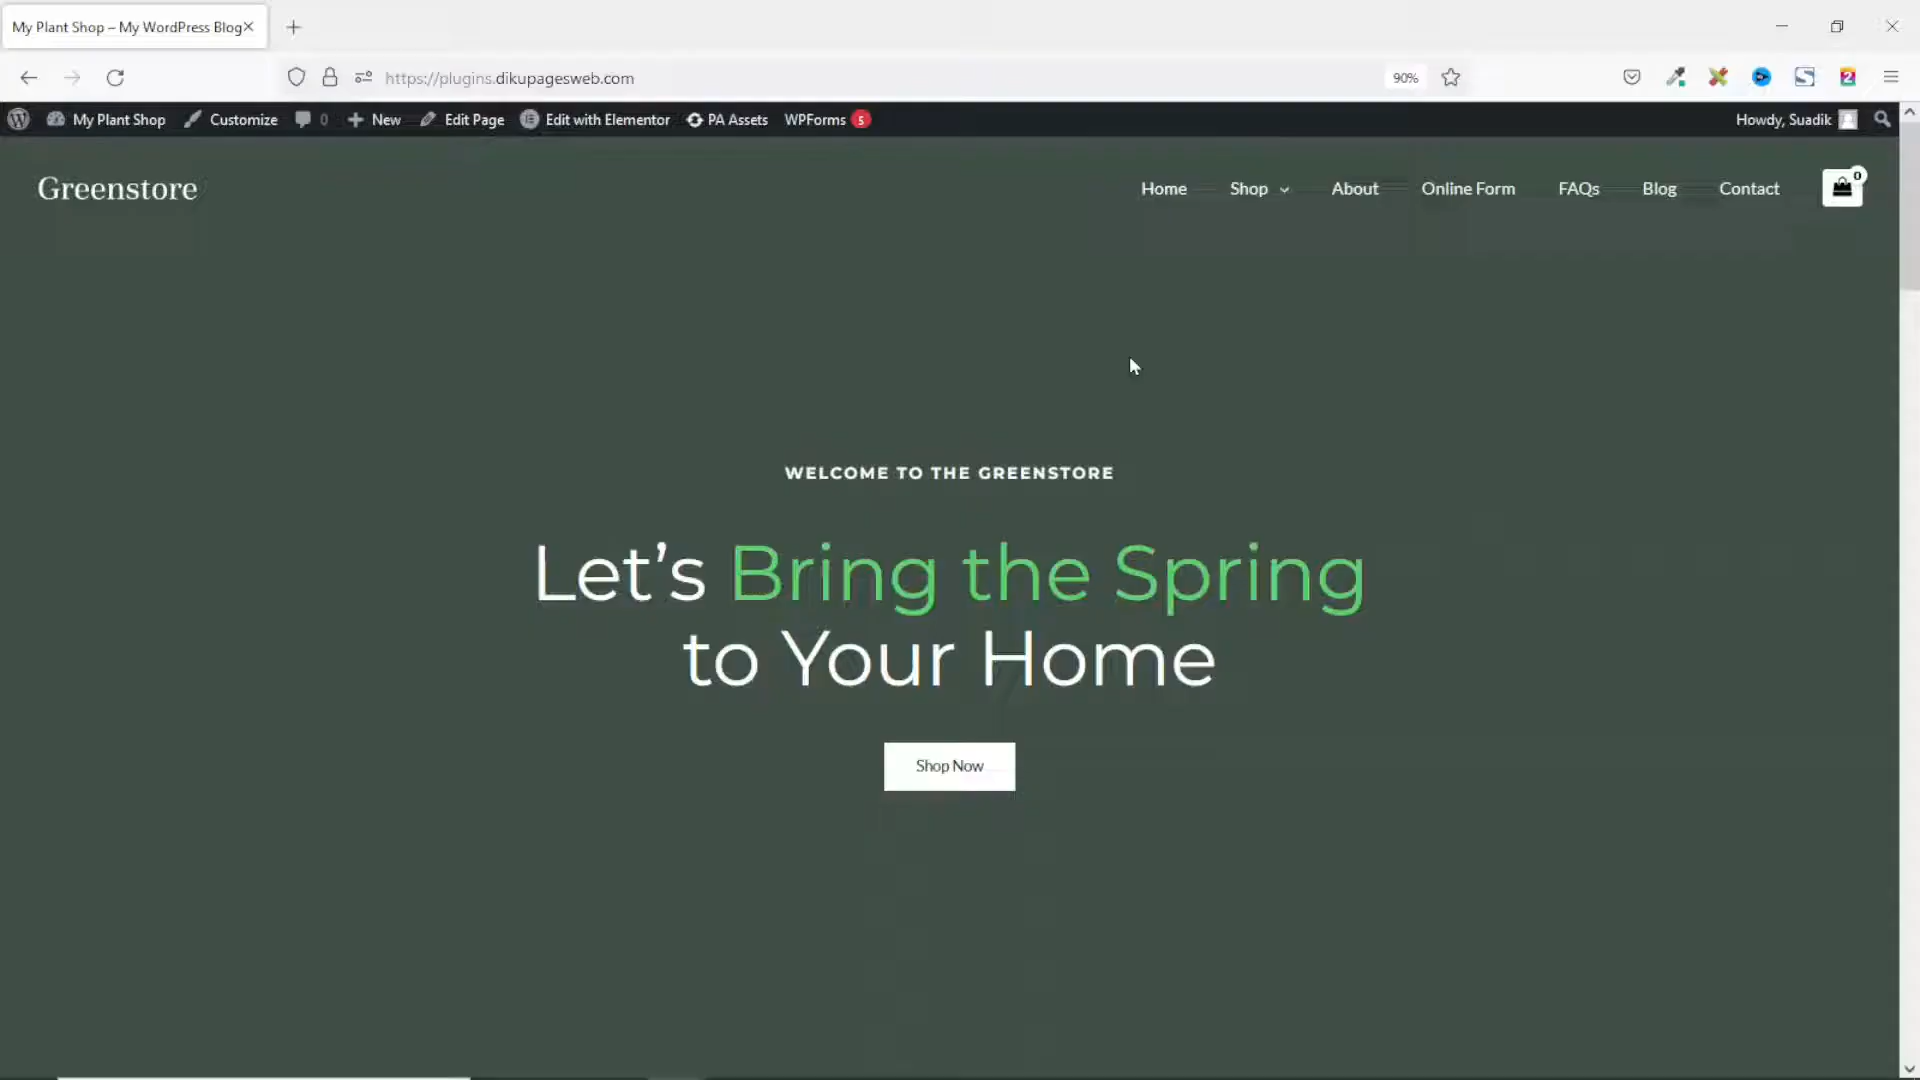 My Plant Shop – My WordPress Blog
https://plugins.dikupagesweb.com
90%
2
My Plant Shop
Customize
0
New
Edit Page
Edit with Elementor
PA Assets
WPForms 5
Howdy, Suadik
Greenstore
Home
Shop
About
Online Form
FAQs
Blog
Contact
0
WELCOME TO THE GREENSTORE
Let’s Bring the Spring
to Your Home
Shop Now